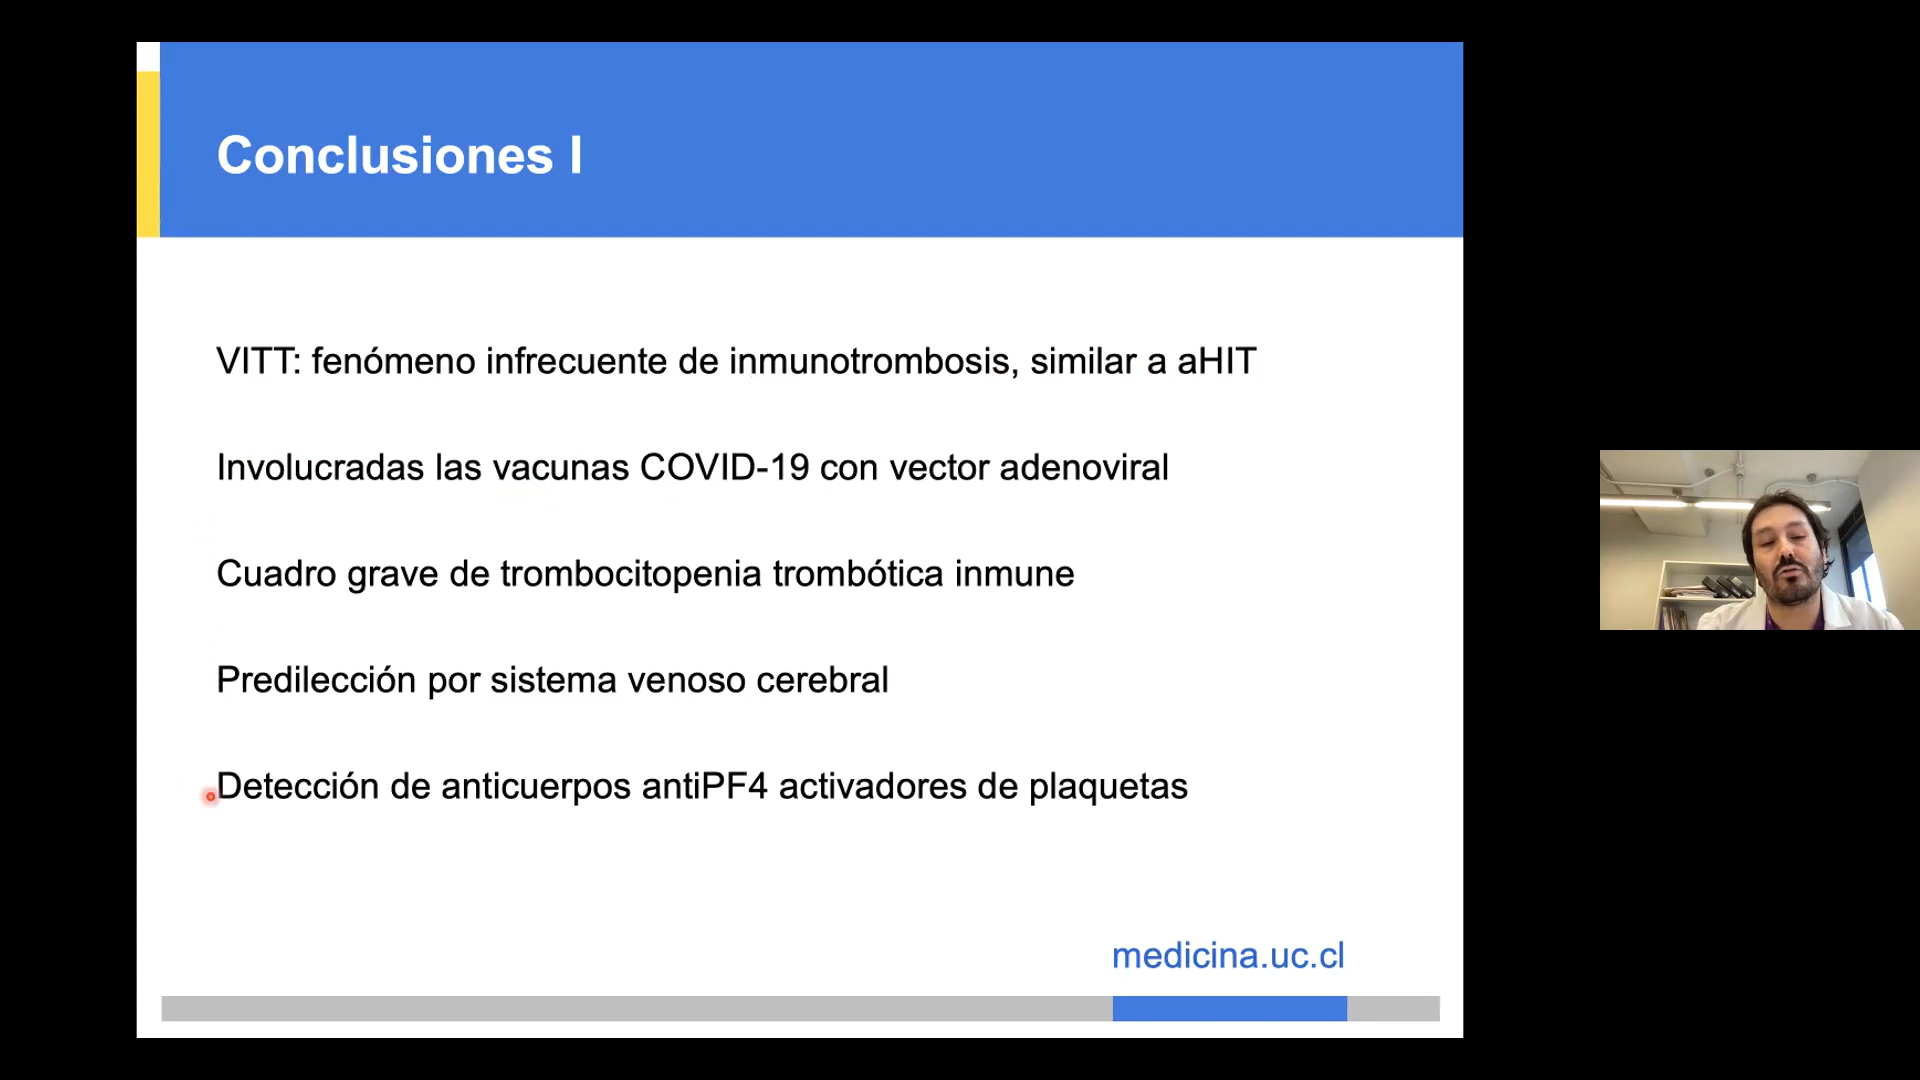 Conclusiones I
VITT: fenómeno infrecuente de inmunotrombosis, similar a aHIT
Involucradas las vacunas COVID-19 con vector adenoviral
Cuadro grave de trombocitopenia trombótica inmune
Predilección por sistema venoso cerebral
Detección de anticuerpos antiPF4 activadores de plaquetas
medicina.uc.cl